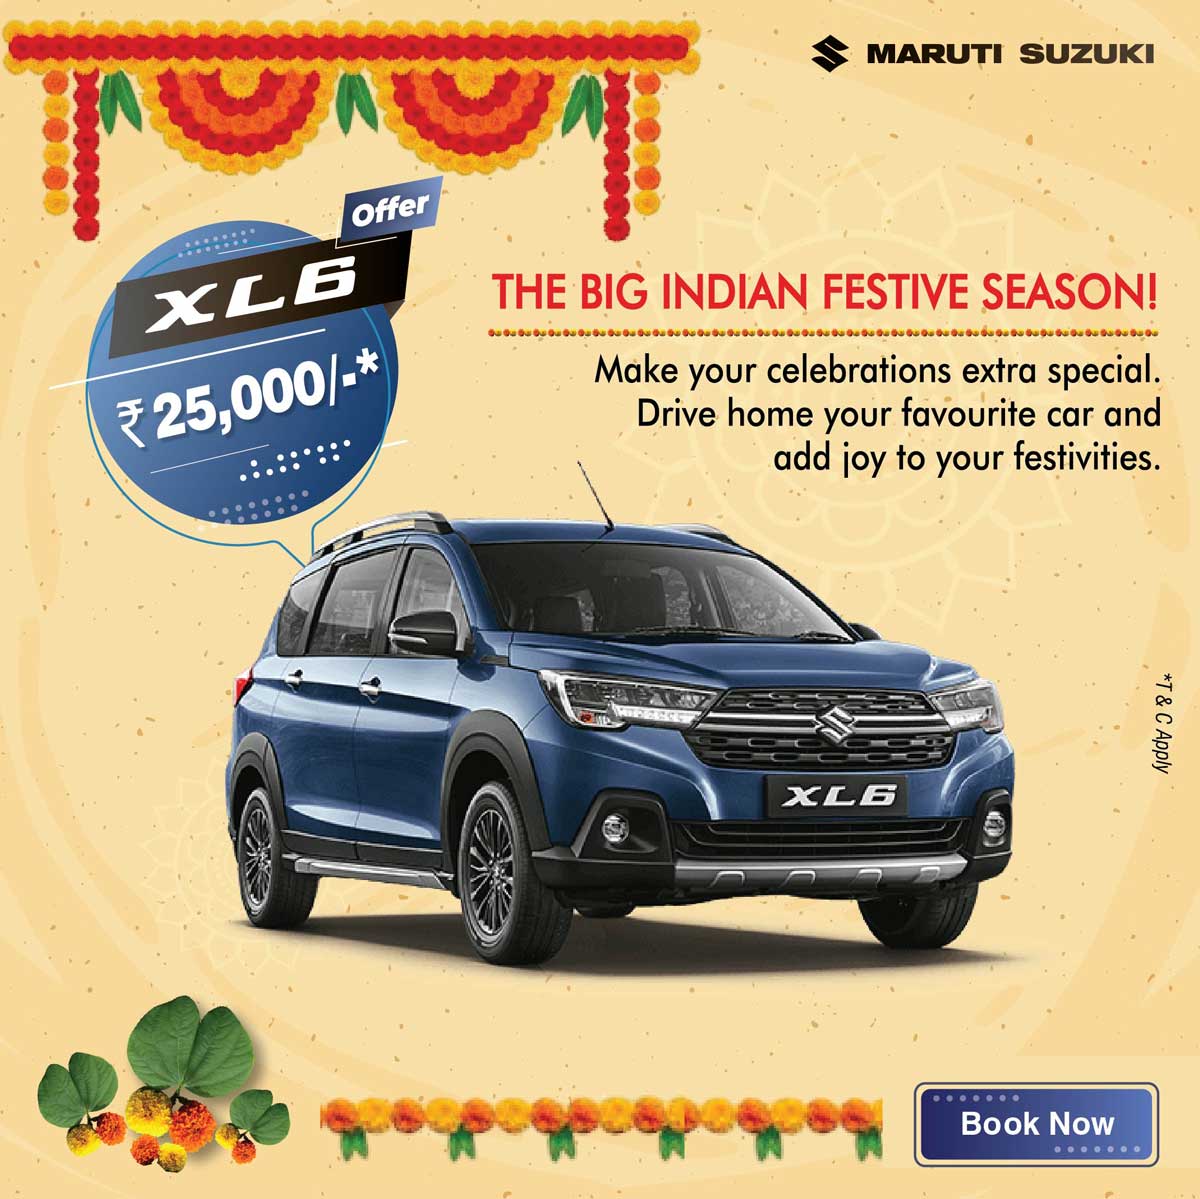 MARUTI SUZUKI
Offer
XL6
₹ 25,000/-*
THE BIG INDIAN FESTIVE SEASON!
Make your celebrations extra special.
Drive home your favourite car and
add joy to your festivities.
*T & C Apply
XL6
Book Now